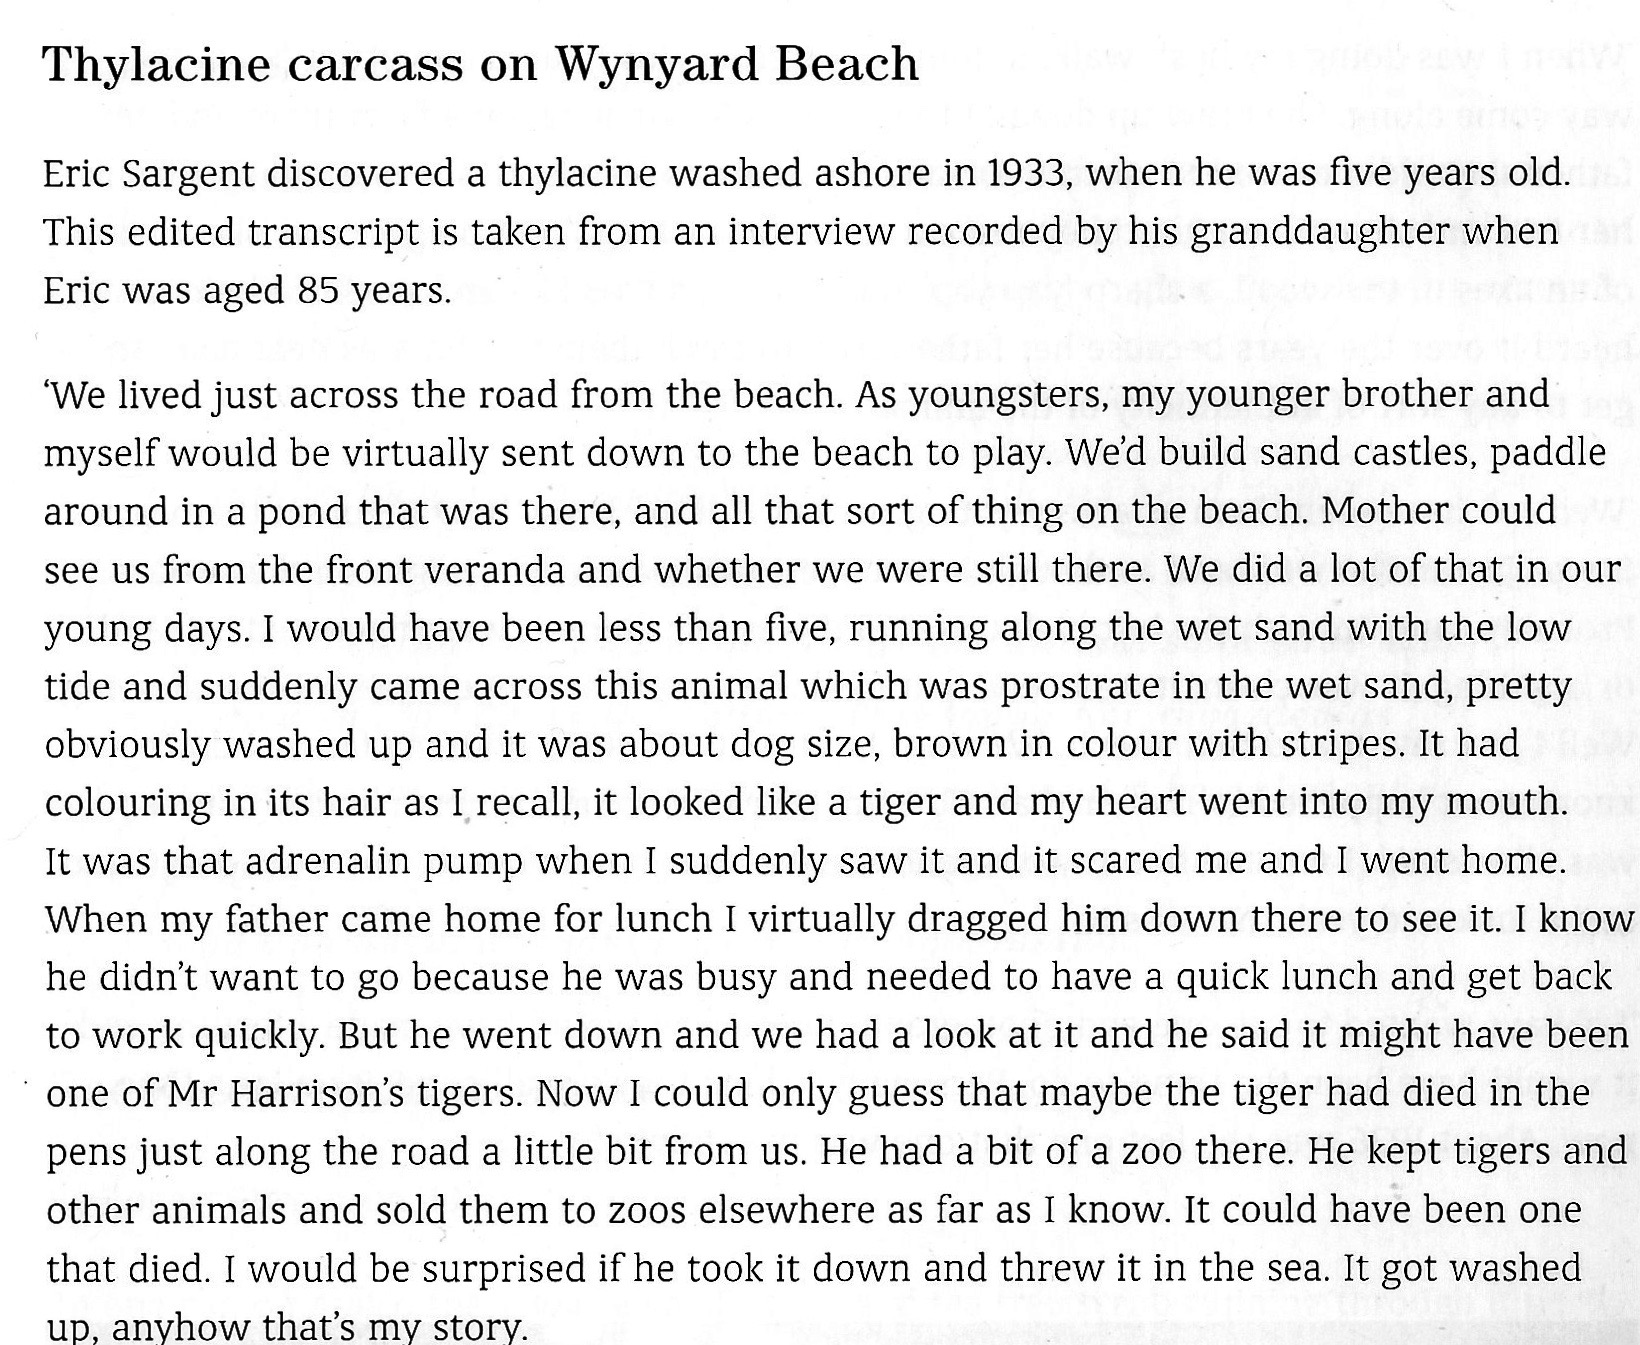 Thylacine carcass on Wynyard Beach
Eric Sargent discovered a thylacine washed ashore in 1933, when he was five years old.
This edited transcript is taken from an interview recorded by his granddaughter when
Eric was aged 85 years.
‘We lived just across the road from the beach. As youngsters, my younger brother and
myself would be virtually sent down to the beach to play. We’d build sand castles, paddle
around in a pond that was there, and all that sort of thing on the beach. Mother could
see us from the front veranda and whether we were still there. We did a lot of that in our
young days. I would have been less than five, running along the wet sand with the low
tide and suddenly came across this animal which was prostrate in the wet sand, pretty
obviously washed up and it was about dog size, brown in colour with stripes. It had
colouring in its hair as I recall, it looked like a tiger and my heart went into my mouth.
It was that adrenalin pump when I suddenly saw it and it scared me and I went home.
When my father came home for lunch I virtually dragged him down there to see it. I know
he didn’t want to go because he was busy and needed to have a quick lunch and get back
to work quickly. But he went down and we had a look at it and he said it might have been
one of Mr Harrison’s tigers. Now I could only guess that maybe the tiger had died in the
pens just along the road a little bit from us. He had a bit of a zoo there. He kept tigers and
other animals and sold them to zoos elsewhere as far as I know. It could have been one
that died. I would be surprised if he took it down and threw it in the sea. It got washed
up, anyhow that’s my story.